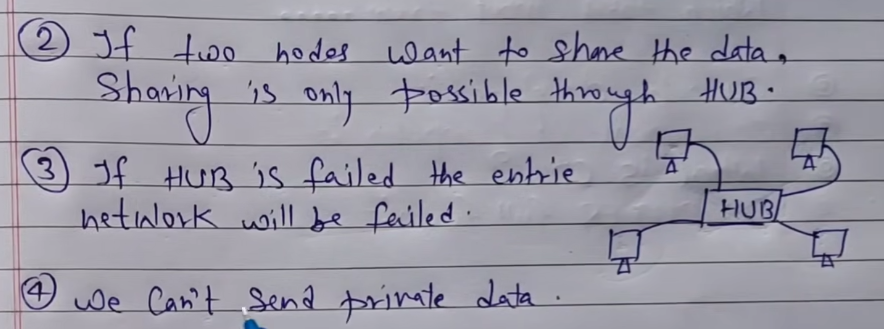 ② If two nodes want to share the data,
Sharing is only possible through HUB.
③ If HUB is failed the entrie
network will be failed.
HUB
④ We Can't Send private data.